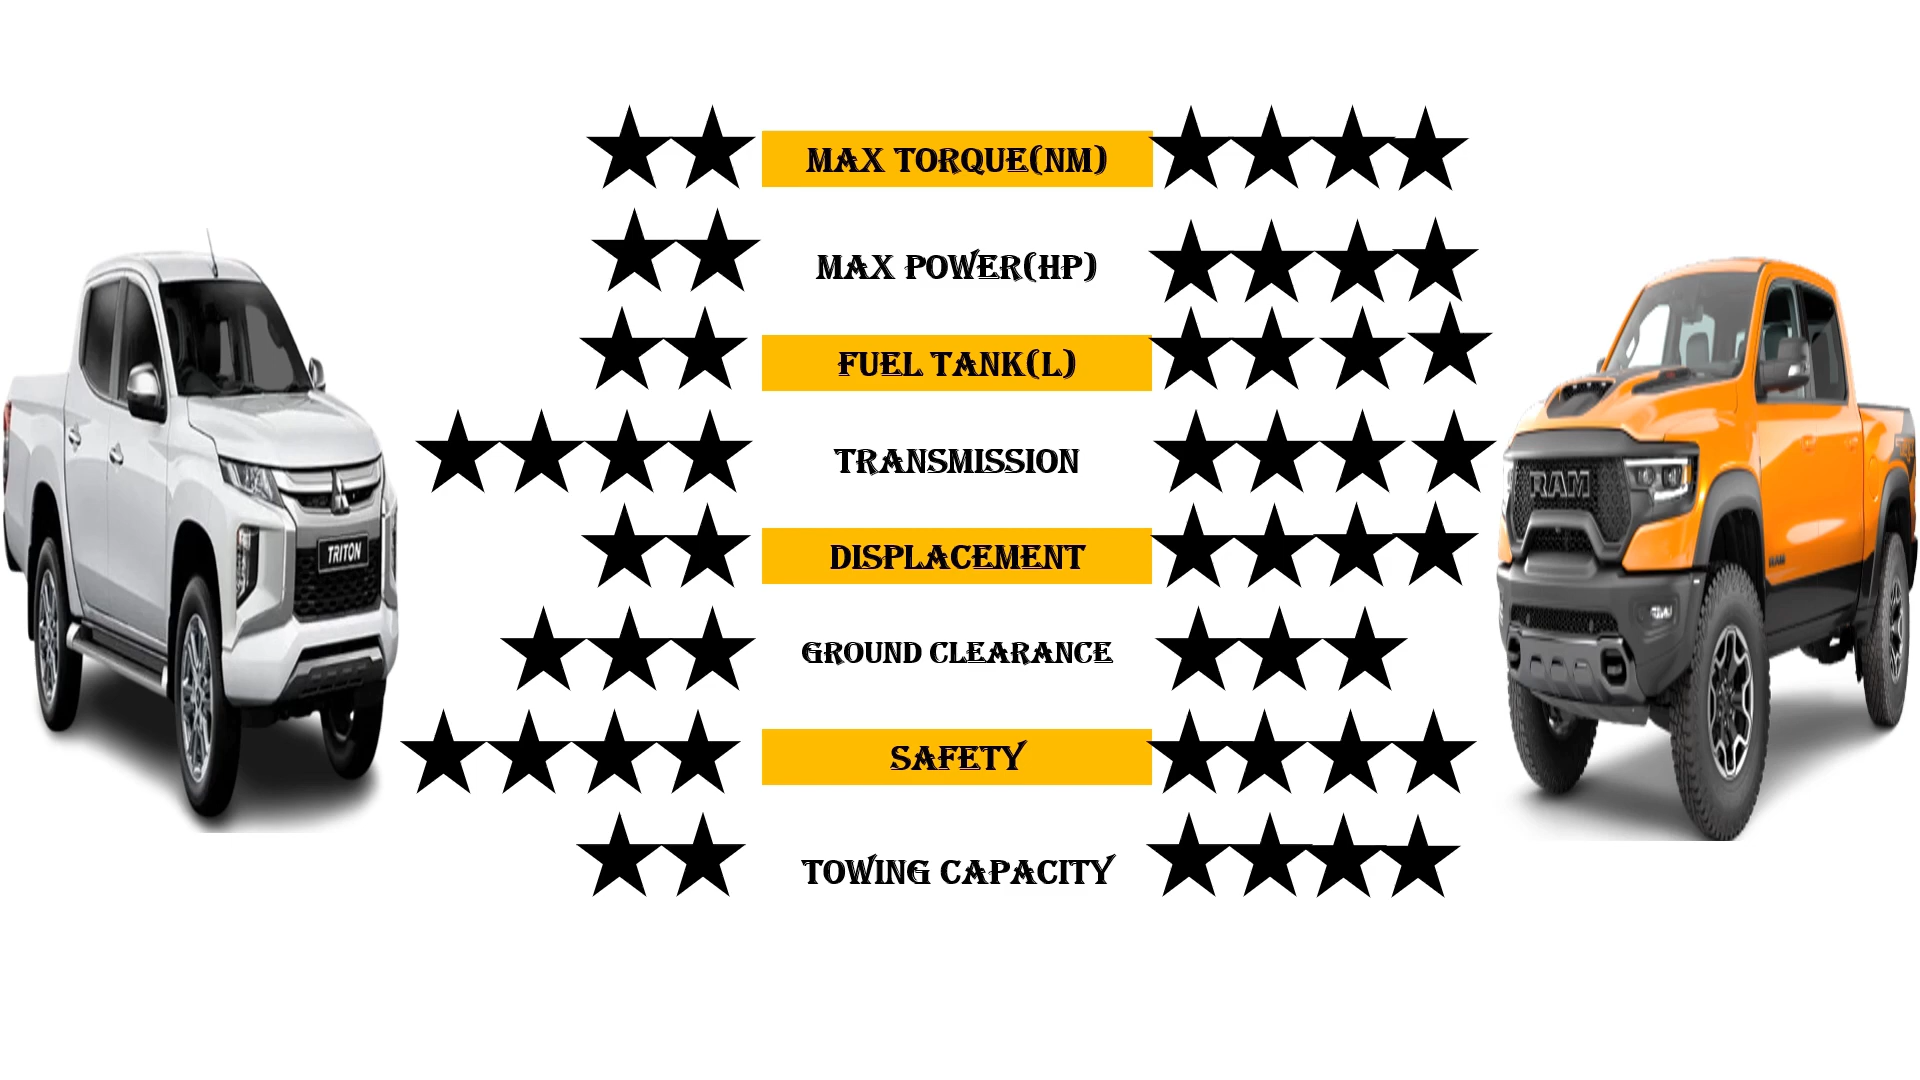 MAX TORQUE(NM)
MAX POWER(HP)
FUEL TANK(L)
TRANSMISSION
DISPLACEMENT
GROUND CLEARANCE
SAFETY
TOWING CAPACITY
TRITON
RAM